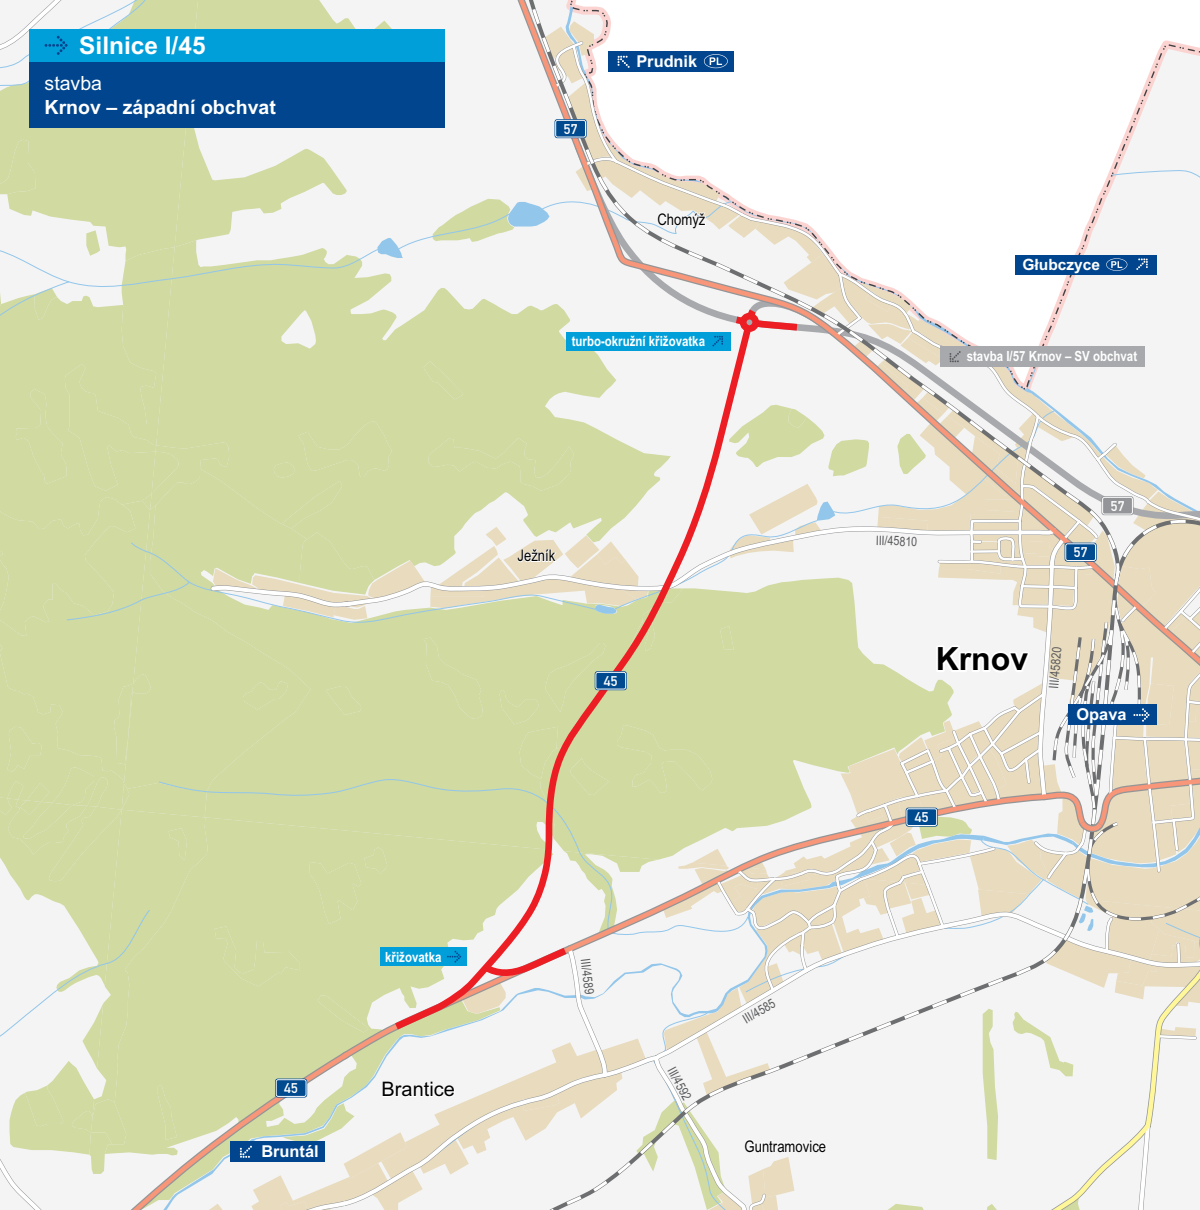 Silnice I/45
stavba
Krnov – západní obchvat
Prudnik PL
57
Chomýž
Głubczyce PL
turbo-okružní křižovatka
stavba I/57 Krnov – SV obchvat
57
III/45810
57
Ježník
Krnov
III/45820
45
Opava
45
křižovatka
III/4589
III/4585
45
Brantice
III/4592
Bruntál
Guntramovice